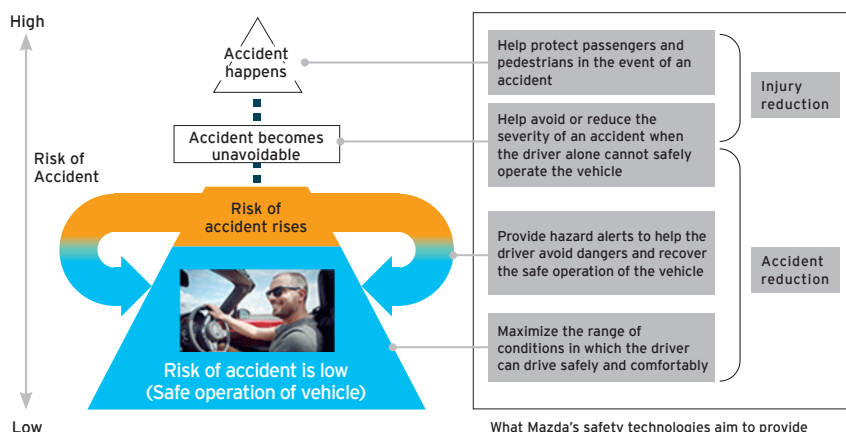 High
Accident
happens
Help protect passengers and
pedestrians in the event of an
accident
Injury
reduction
Accident becomes
unavoidable
Help avoid or reduce the
severity of an accident when
the driver alone cannot safely
operate the vehicle
Risk of
Accident
Risk of
accident rises
Provide hazard alerts to help the
driver avoid dangers and recover
the safe operation of the vehicle
Accident
reduction
Maximize the range of
conditions in which the driver
can drive safely and comfortably
Risk of accident is low
(Safe operation of vehicle)
Low
What Mazda's safety technologies aim to provide